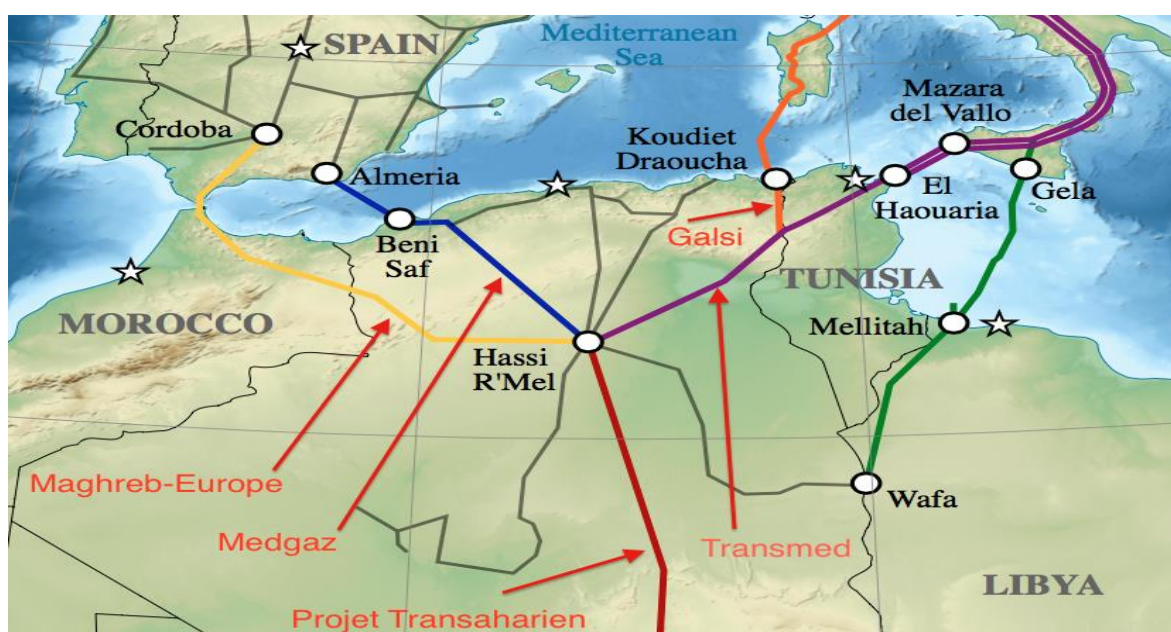 SPAIN
Mediterranean
Sea
Cordoba
Almeria
Beni
Saf
Koudiet
Draoucha
Mazara
del Vallo
El
Haouaria
Gela
Galsi
TUNISIA
MOROCCO
Hassi
R'Mel
Mellitah
Maghreb-Europe
Medgaz
Transmed
Wafa
Projet Transaharien
LIBYA